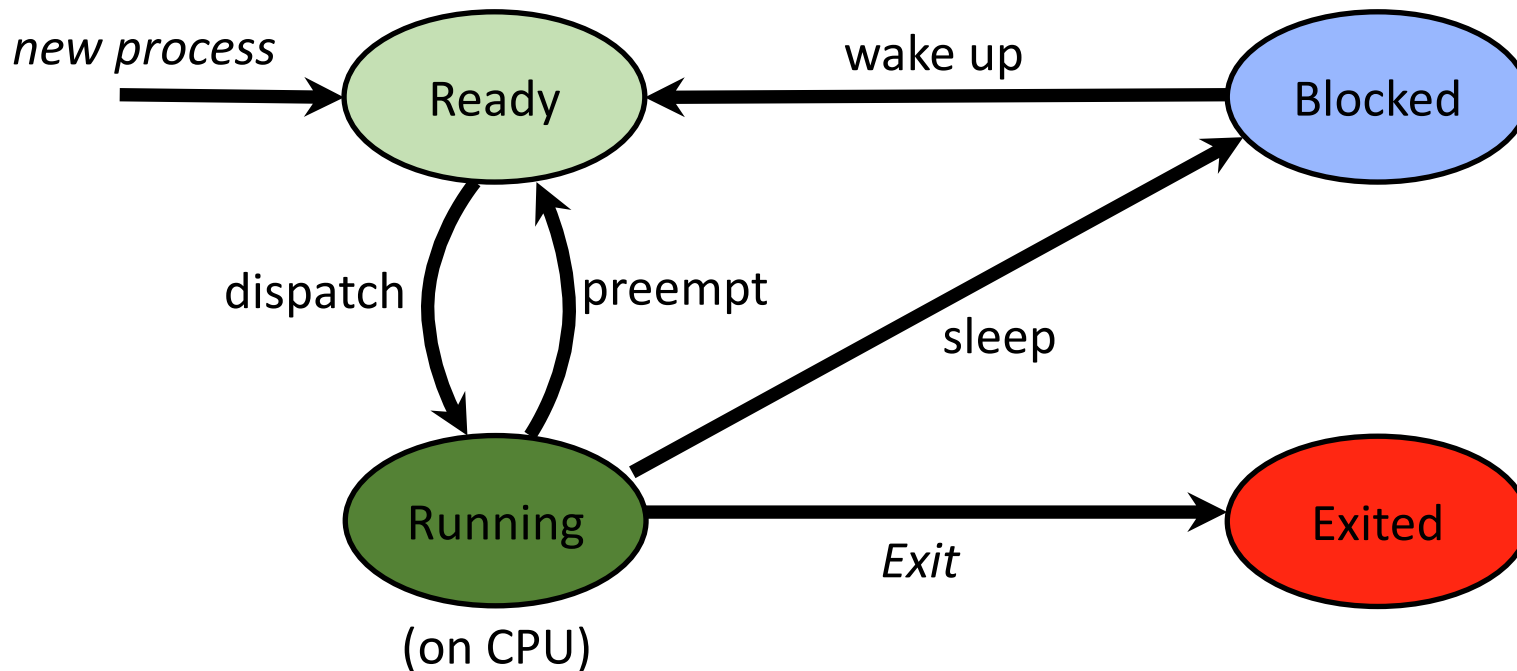 new process
Ready
wake up
Blocked
dispatch
preempt
sleep
Running
Exit
Exited
(on CPU)